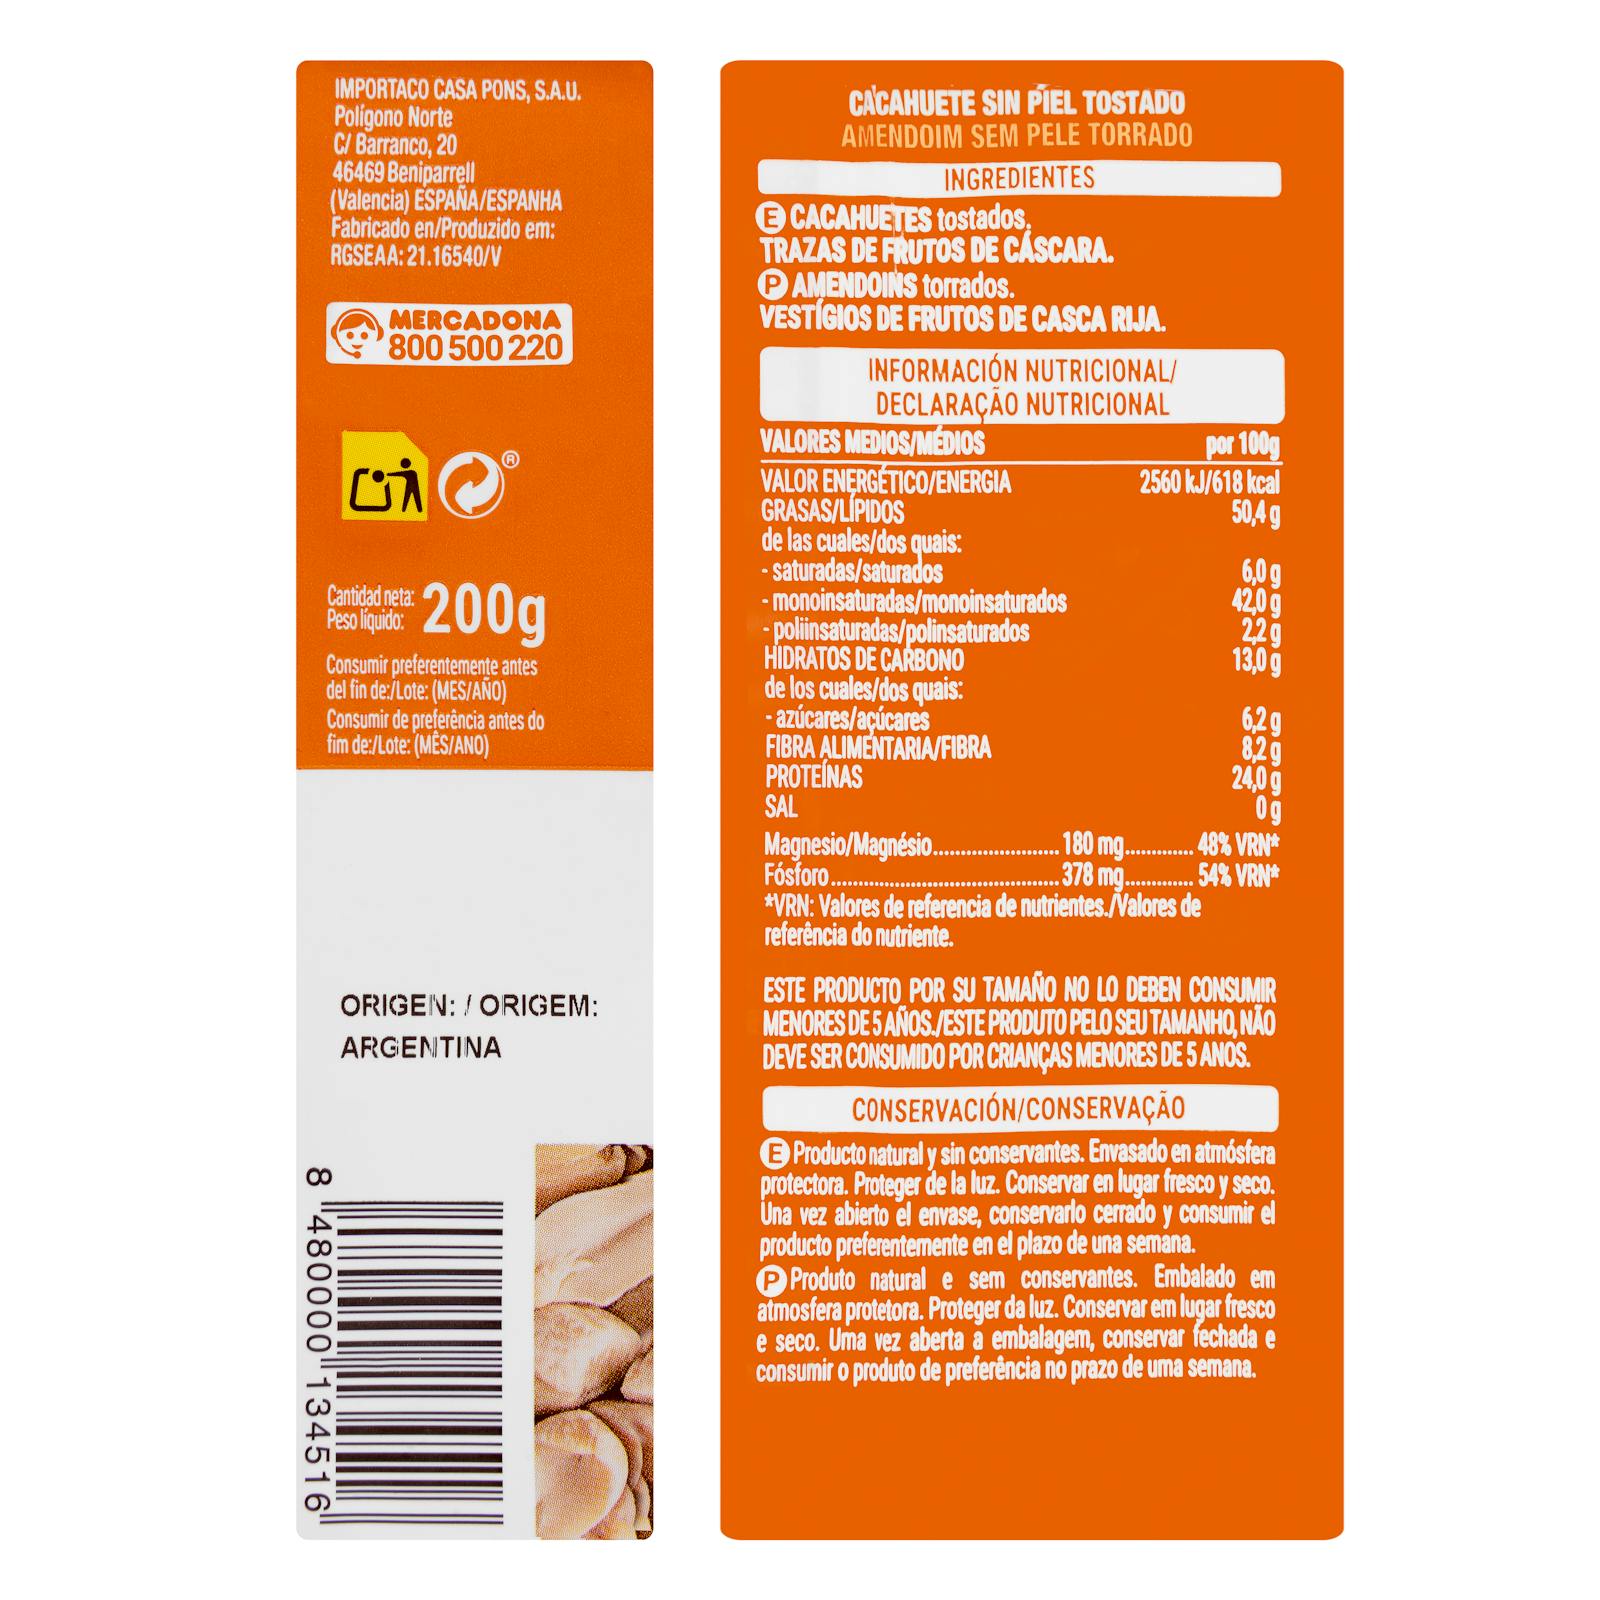 IMPORTACO CASA PONS, S.A.U.
Polígono Norte
C/ Barranco, 20
46469 Beniparrell
(Valencia) ESPAÑA/ESPANHA
Fabricado en/Produzido em:
RGSEAA: 21.16540/V
MERCADONA
800 500 220
®
Cantidad neta:
Peso líquido:
200g
Consumir preferentemente antes
del fin de:/Lote: (MES/AÑO)
Consumir de preferência antes do
fim de:/Lote: (MÊS/ANO)
ORIGEN: / ORIGEM:
ARGENTINA
8 480000 134516
CACAHUETE SIN PIEL TOSTADO
AMENDOIM SEM PELE TORRADO
INGREDIENTES
E CACAHUETES tostados.
TRAZAS DE FRUTOS DE CÁSCARA.
P AMENDOINS torrados.
VESTÍGIOS DE FRUTOS DE CASCA RIJA.
INFORMACIÓN NUTRICIONAL/
DECLARAÇÃO NUTRICIONAL
VALORES MEDIOS/MÉDIOS por 100g
VALOR ENERGÉTICO/ENERGIA 2560 kJ/618 kcal
GRASAS/LÍPIDOS 50,4 g
de las cuales/dos quais:
- saturadas/saturados 6,0 g
- monoinsaturadas/monoinsaturados 42,0 g
- poliinsaturadas/polinsaturados 2,2 g
HIDRATOS DE CARBONO 13,0 g
de los cuales/dos quais:
- azúcares/açúcares 6,2 g
FIBRA ALIMENTARIA/FIBRA 8,2 g
PROTEÍNAS 24,0 g
SAL 0 g
Magnesio/Magnésio........................ 180 mg............. 48% VRN*
Fósforo............................................ 378 mg............. 54% VRN*
*VRN: Valores de referencia de nutrientes./Valores de
referência do nutriente.
ESTE PRODUCTO POR SU TAMAÑO NO LO DEBEN CONSUMIR
MENORES DE 5 AÑOS./ESTE PRODUTO PELO SEU TAMANHO, NÃO
DEVE SER CONSUMIDO POR CRIANÇAS MENORES DE 5 ANOS.
CONSERVACIÓN/CONSERVAÇÃO
E Producto natural y sin conservantes. Envasado en atmósfera
protectora. Proteger de la luz. Conservar en lugar fresco y seco.
Una vez abierto el envase, conservarlo cerrado y consumir el
producto preferentemente en el plazo de una semana.
P Produto natural e sem conservantes. Embalado em
atmosfera protetora. Proteger da luz. Conservar em lugar fresco
e seco. Uma vez aberta a embalagem, conservar fechada e
consumir o produto de preferência no prazo de uma semana.